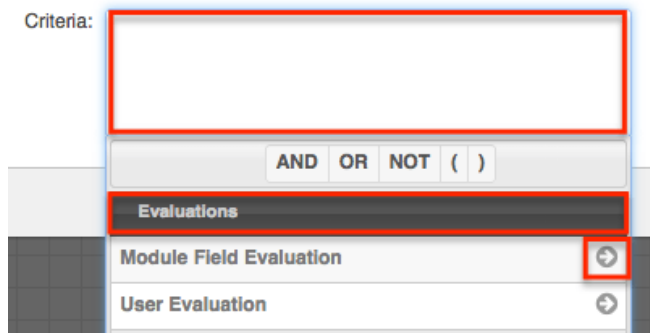 Criteria:
AND OR NOT ( )
Evaluations
Module Field Evaluation
User Evaluation